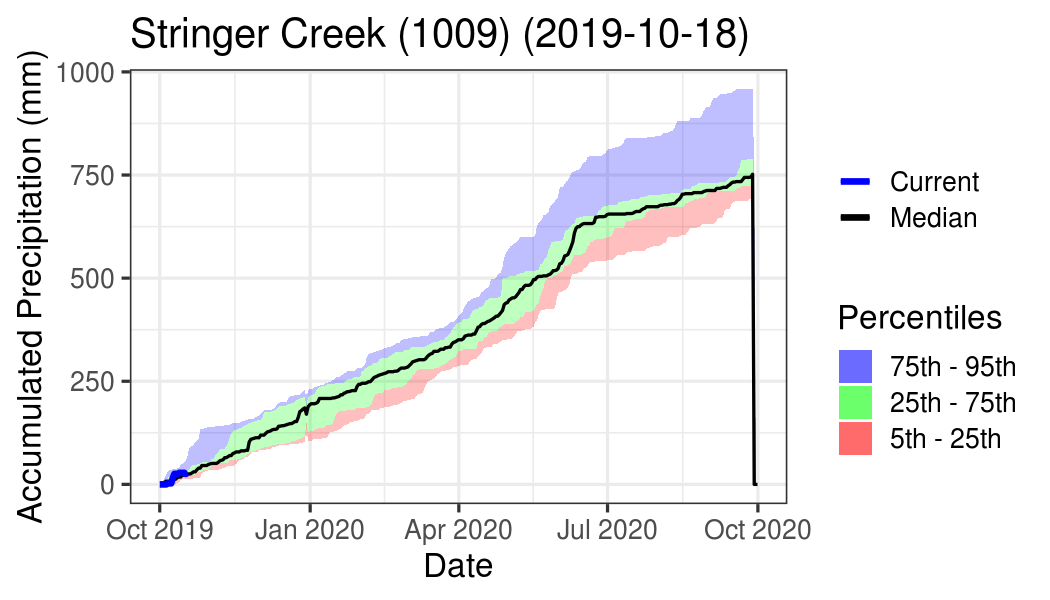 Stringer Creek (1009) (2019-10-18)
Accumulated Precipitation (mm)
1000
750
500
250
0
Oct 2019
Jan 2020
Apr 2020
Jul 2020
Oct 2020
Date
Current
Median
Percentiles
75th - 95th
25th - 75th
5th - 25th